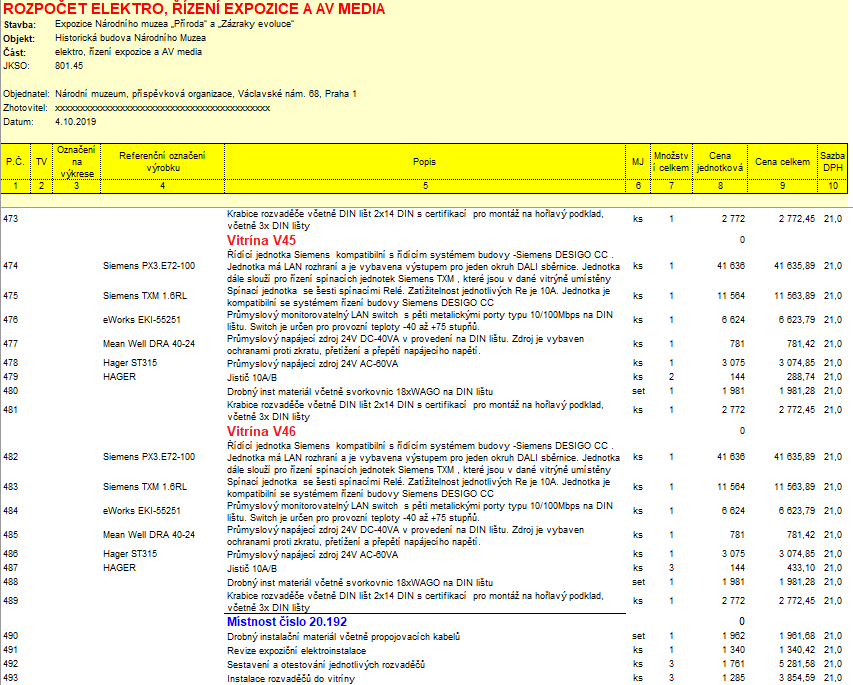 ROZPOČET ELEKTRO, ŘÍZENÍ EXPOZICE A AV MEDIA
Stavba: Expozice Národního muzea „Příroda“ a „Zázraky evoluce“
Objekt: Historická budova Národního Muzea
Část: elektro, řízení expozice a AV media
JKSO: 801.45
Objednatel: Národní muzeum, příspěvková organizace, Václavské nám. 68, Praha 1
Zhotovitel: xxxxxxxxxxxxxxxxxxxxxxxxxxxxxxxxxxxxxxxxxxx
Datum: 4.10.2019
P.Č. TV Označení na výkrese Referenční označení výrobku Popis MJ Množstv í celkem Cena jednotková Cena celkem Sazba DPH
1 2 3 4 5 6 7 8 9 10
473 Krabice rozvaděče včetně DIN lišt 2x14 DIN s certifikací pro montáž na hořlavý podklad, ks 1 2 772 2 772,45 21,0
včetně 3x DIN lišty
Vitrína V45 0
Řídící jednotka Siemens kompatibilní s řídícím systémem budovy -Siemens DESIGO CC .
474 Siemens PX3.E72-100 Jednotka má LAN rozhraní a je vybavena výstupem pro jeden okruh DALI sběrnice. Jednotka ks 1 41 636 41 635,89 21,0
dále slouží pro řízení spínacích jednotek Siemens TXM , které jsou v dané vitrýně umístěny
475 Siemens TXM 1.6RL Spínací jednotka se šesti spínacími Relé. Zatížitelnost jednotlivých Re je 10A. Jednotka je ks 1 11 564 11 563,89 21,0
kompatibilní se systémem řízení budovy Siemens DESIGO CC
476 eWorks EKI-55251 Průmyslový monitorovatelný LAN switch s pěti metalickými porty typu 10/100Mbps na DIN ks 1 6 624 6 623,79 21,0
lištu. Switch je určen pro provozní teploty -40 až +75 stupňů.
477 Mean Well DRA 40-24 Průmyslový napájecí zdroj 24V DC-40VA v provedení na DIN lištu. Zdroj je vybaven ks 1 781 781,42 21,0
ochranami proti zkratu, přetížení a přepětí napájecího napětí.
478 Hager ST315 Průmyslový napájecí zdroj 24V AC-60VA ks 1 3 075 3 074,85 21,0
479 HAGER Jistič 10A/B ks 2 144 288,74 21,0
480 Drobný inst materiál včetně svorkovnic 18xWAGO na DIN lištu set 1 1 981 1 981,28 21,0
481 Krabice rozvaděče včetně DIN lišt 2x14 DIN s certifikací pro montáž na hořlavý podklad, ks 1 2 772 2 772,45 21,0
včetně 3x DIN lišty
Vitrína V46 0
Řídící jednotka Siemens kompatibilní s řídícím systémem budovy -Siemens DESIGO CC .
482 Siemens PX3.E72-100 Jednotka má LAN rozhraní a je vybavena výstupem pro jeden okruh DALI sběrnice. Jednotka ks 1 41 636 41 635,89 21,0
dále slouží pro řízení spínacích jednotek Siemens TXM , které jsou v dané vitrýně umístěny
483 Siemens TXM 1.6RL Spínací jednotka se šesti spínacími Relé. Zatížitelnost jednotlivých Re je 10A. Jednotka je ks 1 11 564 11 563,89 21,0
kompatibilní se systémem řízení budovy Siemens DESIGO CC
484 eWorks EKI-55251 Průmyslový monitorovatelný LAN switch s pěti metalickými porty typu 10/100Mbps na DIN ks 1 6 624 6 623,79 21,0
lištu. Switch je určen pro provozní teploty -40 až +75 stupňů.
485 Mean Well DRA 40-24 Průmyslový napájecí zdroj 24V DC-40VA v provedení na DIN lištu. Zdroj je vybaven ks 1 781 781,42 21,0
ochranami proti zkratu, přetížení a přepětí napájecího napětí.
486 Hager ST315 Průmyslový napájecí zdroj 24V AC-60VA ks 1 3 075 3 074,85 21,0
487 HAGER Jistič 10A/B ks 3 144 433,10 21,0
488 Drobný inst materiál včetně svorkovnic 18xWAGO na DIN lištu set 1 1 981 1 981,28 21,0
489 Krabice rozvaděče včetně DIN lišt 2x14 DIN s certifikací pro montáž na hořlavý podklad, ks 1 2 772 2 772,45 21,0
včetně 3x DIN lišty
Místnost číslo 20.192 0
490 Drobný instalační materiál včetně propojovacích kabelů set 1 1 962 1 961,68 21,0
491 Revize expoziční elektroinstalace ks 1 1 340 1 340,42 21,0
492 Sestavení a otestování jednotlivých rozvaděčů ks 3 1 761 5 281,58 21,0
493 Instalace rozvaděčů do vitríny ks 3 1 285 3 854,59 21,0